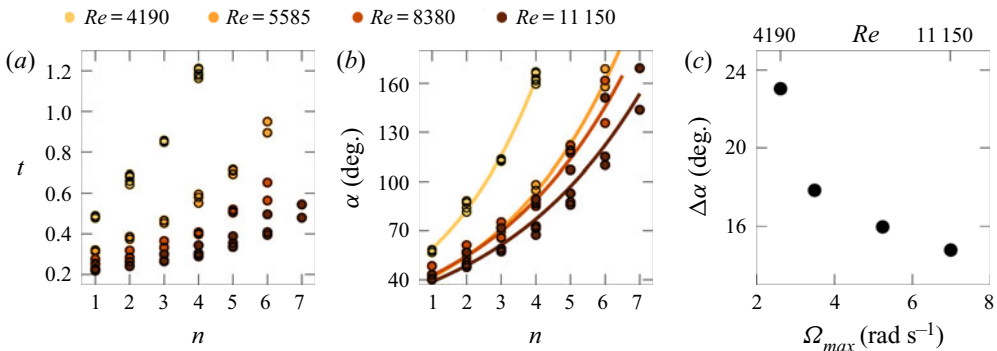 Re = 4190 Re = 5585 Re = 8380 Re = 11 150
(a) (b) (c)
4190 Re 11 150
1.2
1.0
0.8
t
0.6
0.4
0.2
1 2 3 4 5 6 7
n
160
130
α (deg.)
100
70
40
1 2 3 4 5 6 7
n
24
20
Δα (deg.)
16
2 4 6 8
Ωmax (rad s⁻¹)